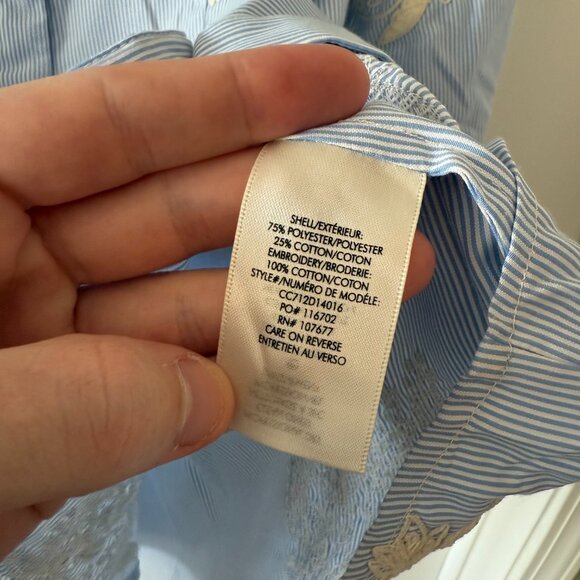 SHELL/EXTÉRIEUR:
75% POLYESTER/POLYESTER
25% COTTON/COTON
EMBROIDERY/BRODERIE:
100% COTTON/COTON
STYLE#/NUMÉRO DE MODÈLE:
CC712D14016
PO# 116702
RN# 107677
CARE ON REVERSE
ENTRETIEN AU VERSO